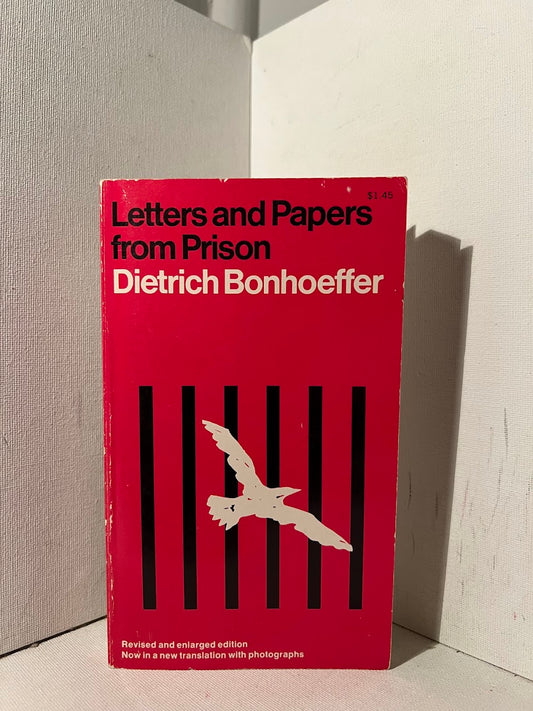 $1.45
Letters and Papers
from Prison
Dietrich Bonhoeffer
Revised and enlarged edition
Now in a new translation with photographs